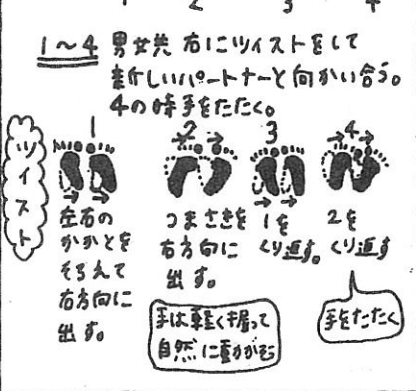 1 2 3 4
1〜4 男女共 右にツイストをして
新しいパートナーと向かい合う。
4の時手をたたく。
ツイスト
1
左右の
かかとを
そろえて
右方向に
出す。
2
つまさきを
右方向に
出す。
3
1を
くり返す。
4
2を
くり返す
手は軽く握って
自然に動かす
手をたたく